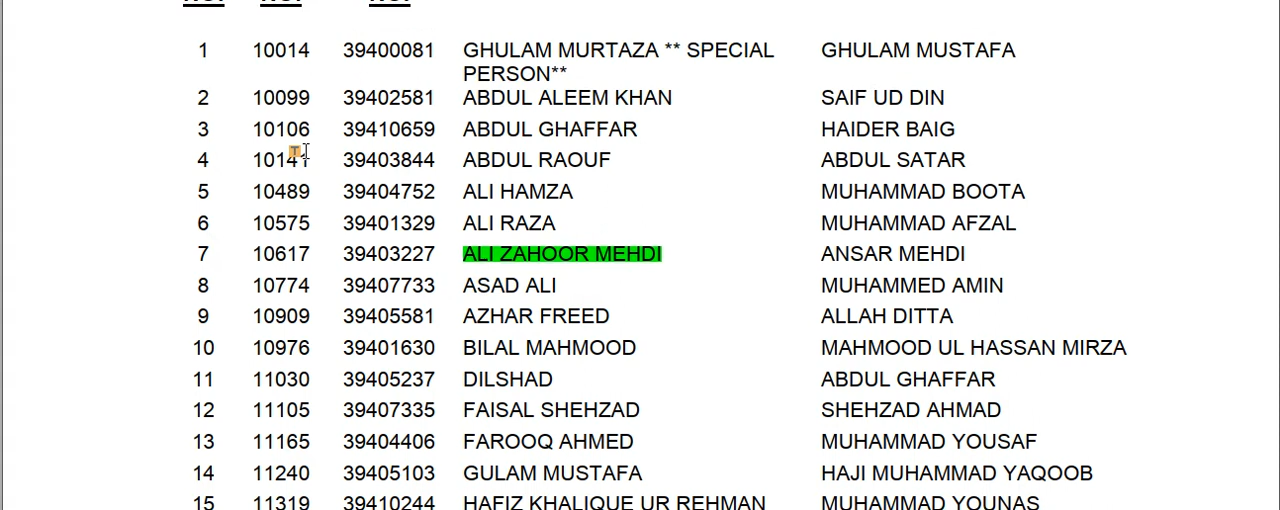 1 10014 39400081 GHULAM MURTAZA ** SPECIAL PERSON** GHULAM MUSTAFA
2 10099 39402581 ABDUL ALEEM KHAN SAIF UD DIN
3 10106 39410659 ABDUL GHAFFAR HAIDER BAIG
4 39403844 ABDUL RAOUF ABDUL SATAR
5 10489 39404752 ALI HAMZA MUHAMMAD BOOTA
6 10575 39401329 ALI RAZA MUHAMMAD AFZAL
7 10617 39403227 ALI ZAHOOR MEHDI ANSAR MEHDI
8 10774 39407733 ASAD ALI MUHAMMED AMIN
9 10909 39405581 AZHAR FREED ALLAH DITTA
10 10976 39401630 BILAL MAHMOOD MAHMOOD UL HASSAN MIRZA
11 11030 39405237 DILSHAD ABDUL GHAFFAR
12 11105 39407335 FAISAL SHEHZAD SHEHZAD AHMAD
13 11165 39404406 FAROOQ AHMED MUHAMMAD YOUSAF
14 11240 39405103 GULAM MUSTAFA HAJI MUHAMMAD YAQOOB
15 11319 39410244 HAFIZ KHALIQUE UR REHMAN MUHAMMAD YOUNAS